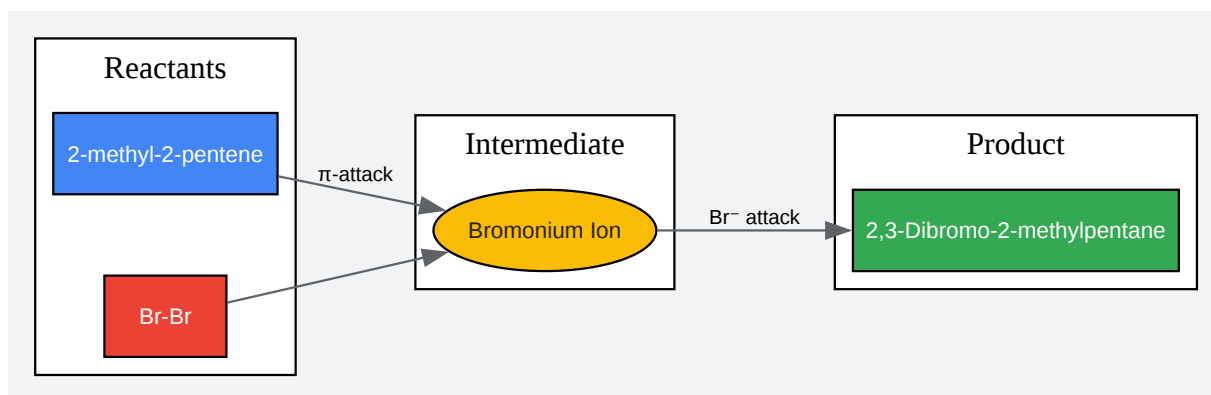 Reactants
2-methyl-2-pentene
Br-Br
π-attack
Intermediate
Bromonium Ion
Br⁻ attack
Product
2,3-Dibromo-2-methylpentane